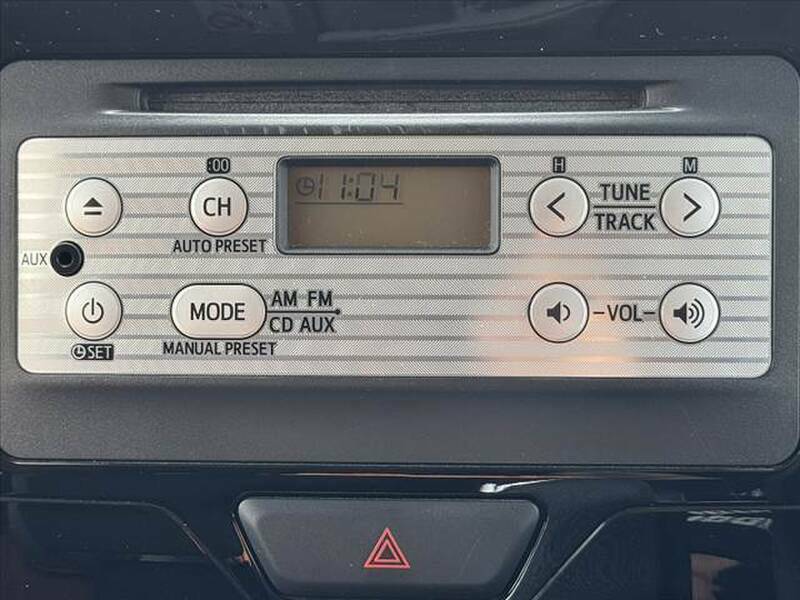 :00
CH
AUTO PRESET
11:04
H
M
TUNE
TRACK
AUX
MODE
AM FM
CD AUX
MANUAL PRESET
SET
-VOL-